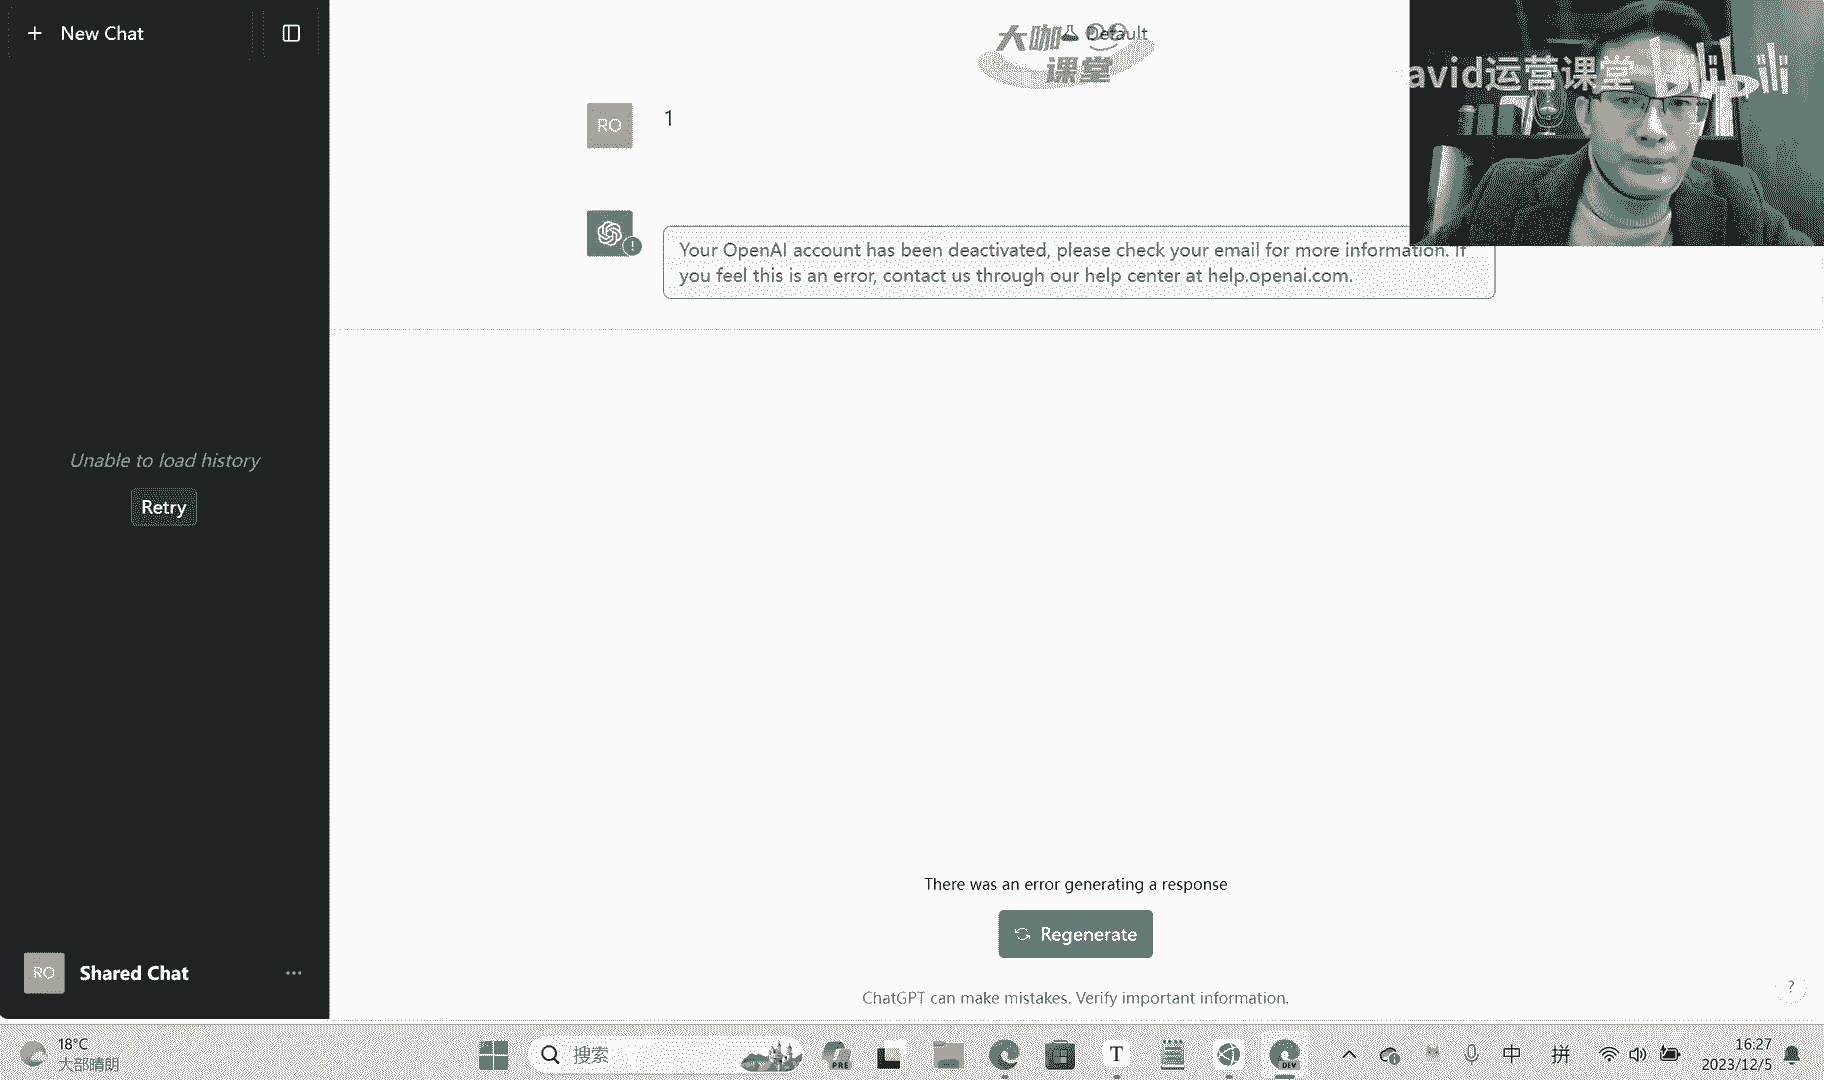 New Chat
Default
大咖
课堂
avid运营课堂 bilibili
RO
1
Your OpenAI account has been deactivated, please check your email for more information. If
you feel this is an error, contact us through our help center at help.openai.com.
Unable to load history
Retry
There was an error generating a response
Regenerate
RO
Shared Chat
ChatGPT can make mistakes. Verify important information.
?
18°C
大部晴朗
搜索
PRE
T
DEV
中
拼
16:27
2023/12/5